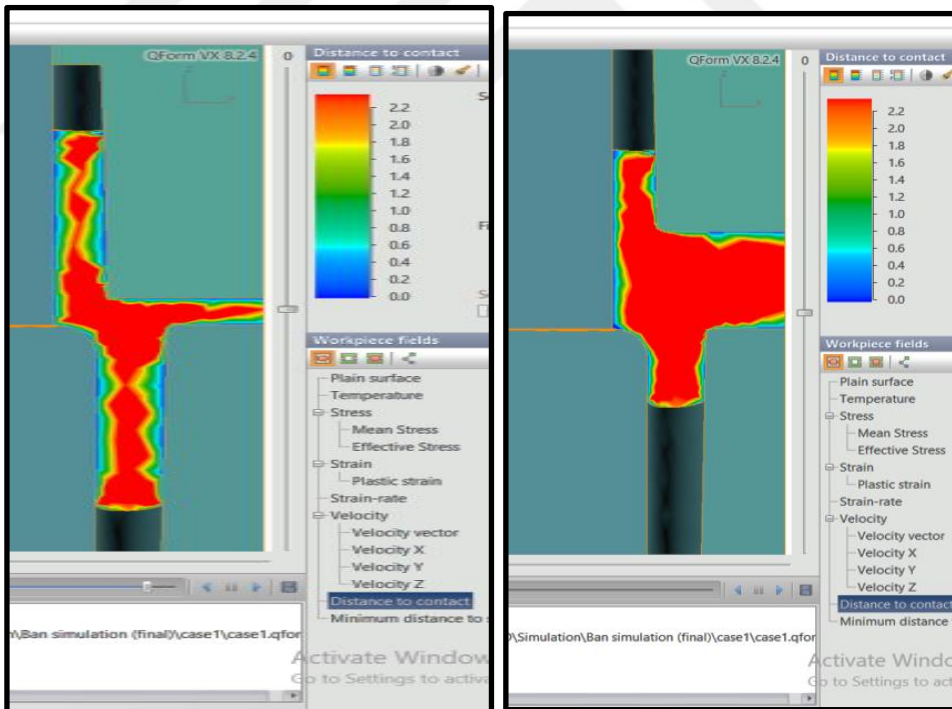 QForm VX 8.2.4
0
Distance to contact
2.2
2.0
1.8
1.6
1.4
1.2
1.0
0.8
0.6
0.4
0.2
0.0
Workpiece fields
Plain surface
Temperature
Stress
Mean Stress
Effective Stress
Strain
Plastic strain
Strain-rate
Velocity
Velocity vector
Velocity X
Velocity Y
Velocity Z
Distance to contact
Minimum distance to s
\Ban simulation (final)\case1\case1.qfor
Activate Window
Go to Settings to activa
QForm VX 8.2.4
0
Distance to contact
2.2
2.0
1.8
1.6
1.4
1.2
1.0
0.8
0.6
0.4
0.2
0.0
Workpiece fields
Plain surface
Temperature
Stress
Mean Stress
Effective Stress
Strain
Plastic strain
Strain-rate
Velocity
Velocity vector
Velocity X
Velocity Y
Velocity Z
Distance to contact
Minimum distance
\Simulation\Ban simulation (final)\case1\case1.qfor
Activate Windo
Go to Settings to act